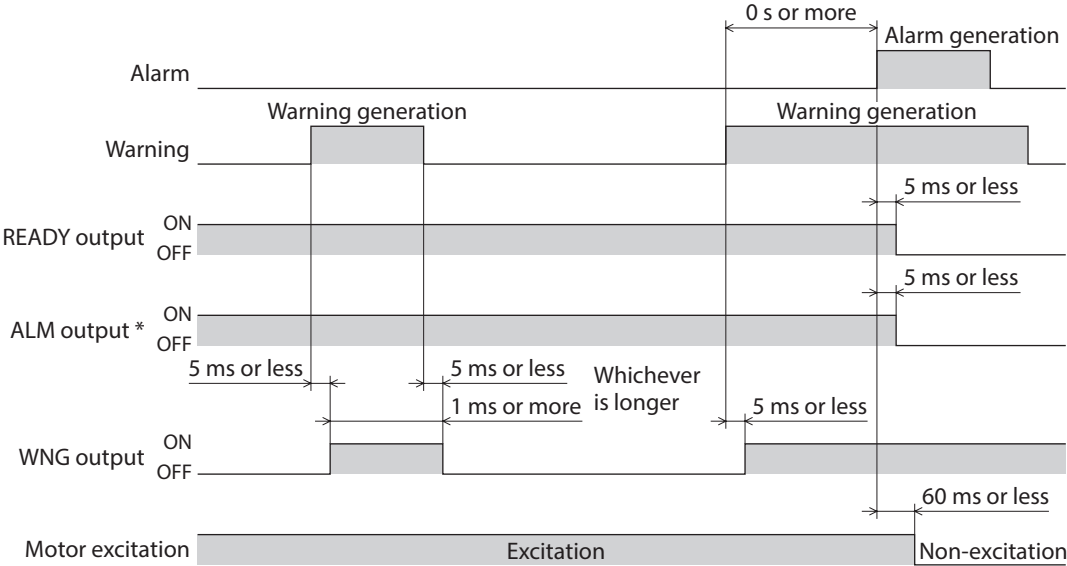 0 s or more
Alarm generation
Alarm
Warning generation
Warning generation
Warning
5 ms or less
READY output
ON
OFF
5 ms or less
ALM output *
ON
OFF
5 ms or less
5 ms or less
Whichever
is longer
1 ms or more
5 ms or less
WNG output
ON
OFF
60 ms or less
Motor excitation
Excitation
Non-excitation